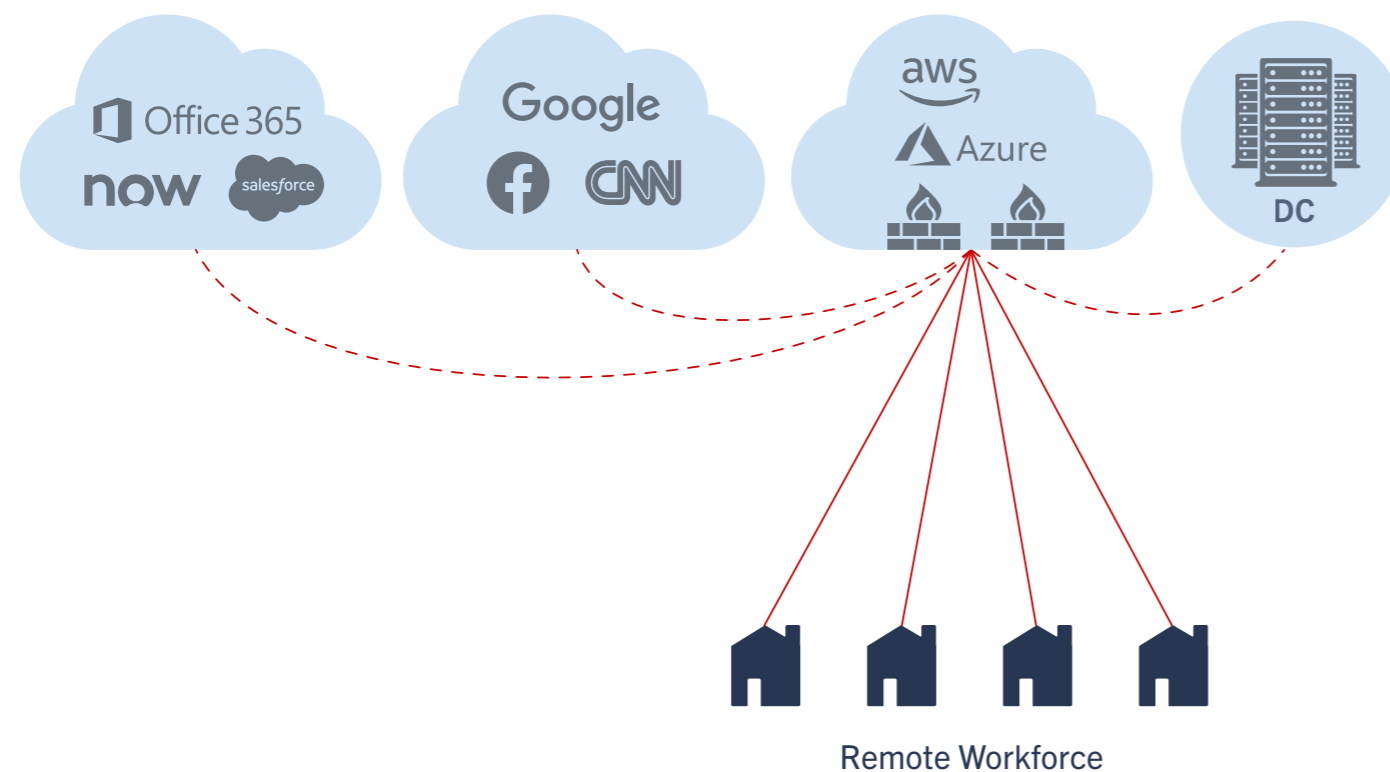 Office 365
now
salesforce
Google
CNN
aws
Azure
DC
Remote Workforce